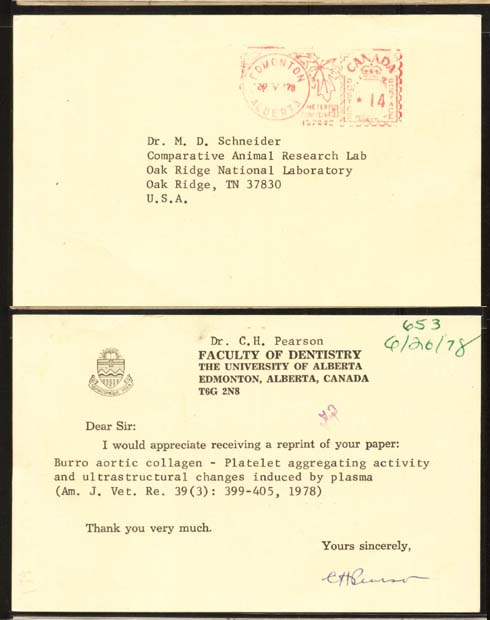 EDMONTON
ALBERTA
CANADA
14
Dr. M. D. Schneider
Comparative Animal Research Lab
Oak Ridge National Laboratory
Oak Ridge, TN 37830
U.S.A.
653
6/20/78
Dr. C.H. Pearson
FACULTY OF DENTISTRY
THE UNIVERSITY OF ALBERTA
EDMONTON, ALBERTA, CANADA
T6G 2N8
Dear Sir:
I would appreciate receiving a reprint of your paper:
Burro aortic collagen - Platelet aggregating activity
and ultrastructural changes induced by plasma
(Am. J. Vet. Re. 39(3): 399-405, 1978)
Thank you very much.
Yours sincerely,
CHPearson